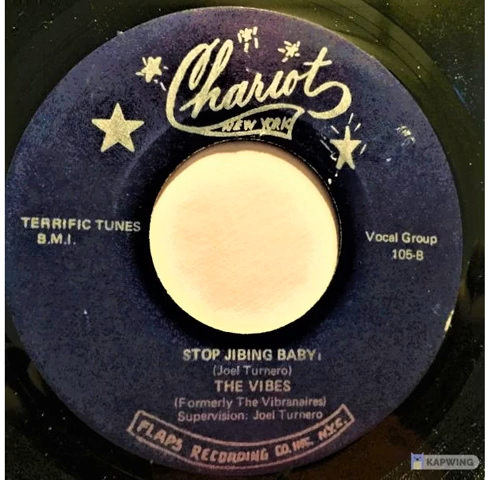 Chariot
NEW YORK
TERRIFIC TUNES
B.M.I.
Vocal Group
105-B
STOP JIBING BABY
(Joel Turnero)
THE VIBES
(Formerly The Vibranaires)
Supervision: Joel Turnero
FLAPS RECORDING CO. INC. N.Y.C.
KAPWING